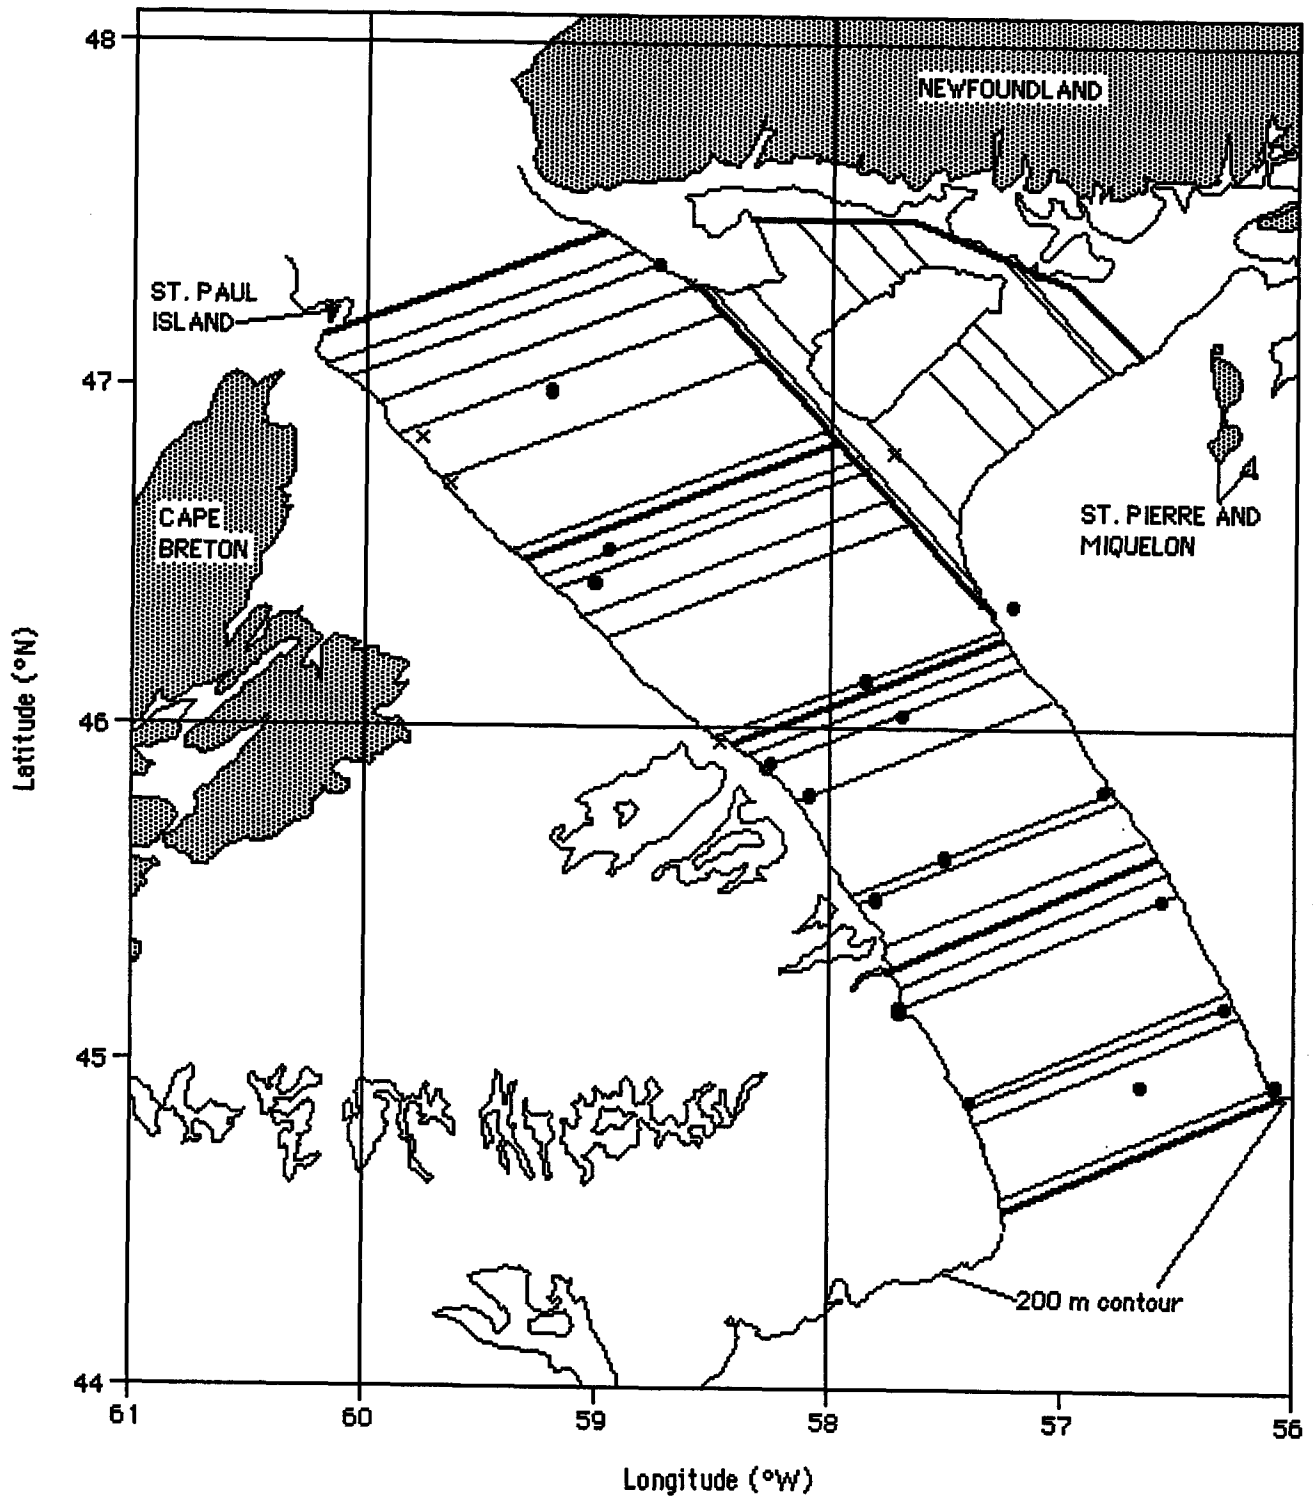 48
NEWFOUNDLAND
ST. PAUL
ISLAND
47
CAPE
BRETON
ST. PIERRE AND
MIQUELON
46
Latitude (°N)
45
200 m contour
44
61
60
59
58
57
56
Longitude (°W)